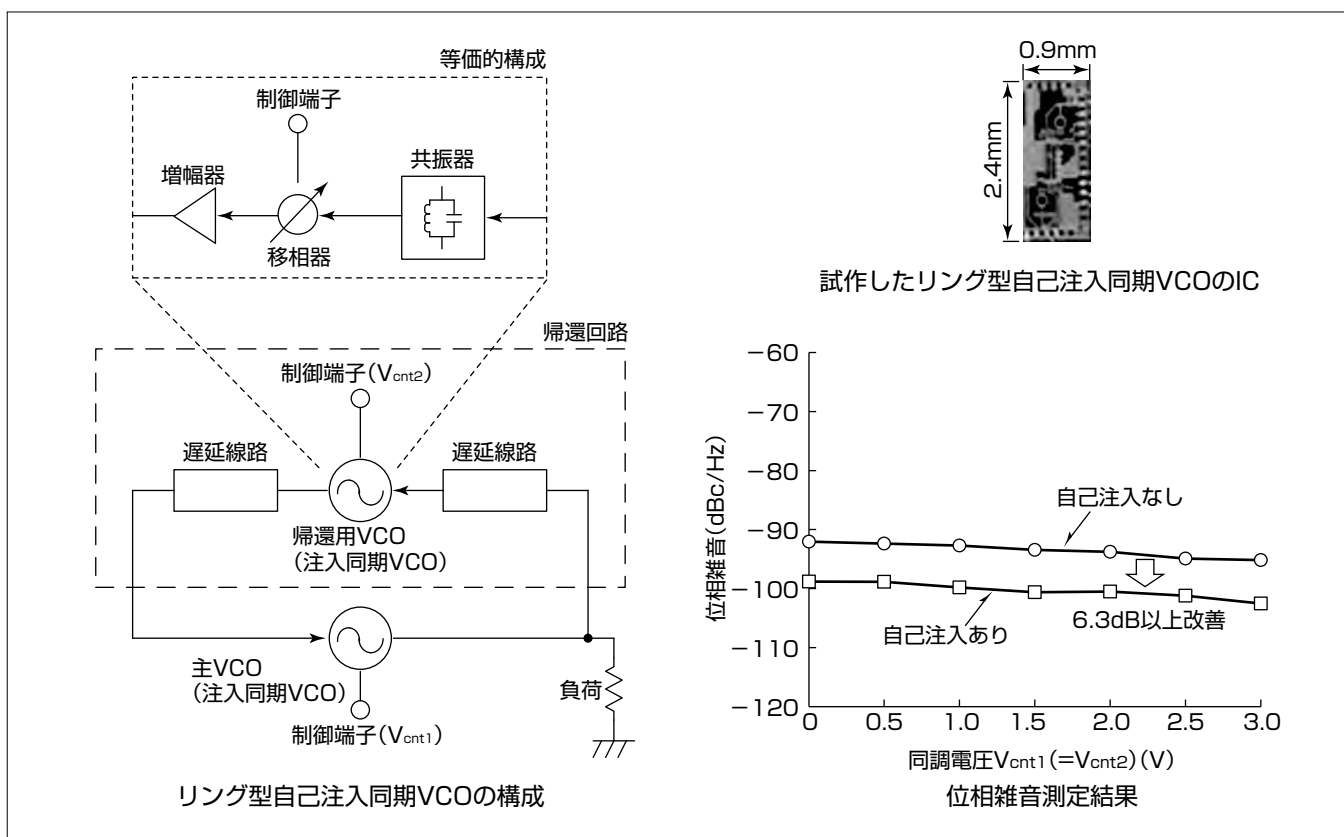 等価的構成
制御端子
増幅器
共振器
移相器
帰還回路
制御端子(Vcnt2)
遅延線路
遅延線路
帰還用VCO
(注入同期VCO)
主VCO
(注入同期VCO)
負荷
制御端子(Vcnt1)
リング型自己注入同期VCOの構成
0.9mm
2.4mm
試作したリング型自己注入同期VCOのIC
位相雑音(dBc/Hz)
−60
−70
−80
−90
−100
−110
−120
自己注入なし
自己注入あり
6.3dB以上改善
0 0.5 1.0 1.5 2.0 2.5 3.0
同調電圧Vcnt1(=Vcnt2)(V)
位相雑音測定結果